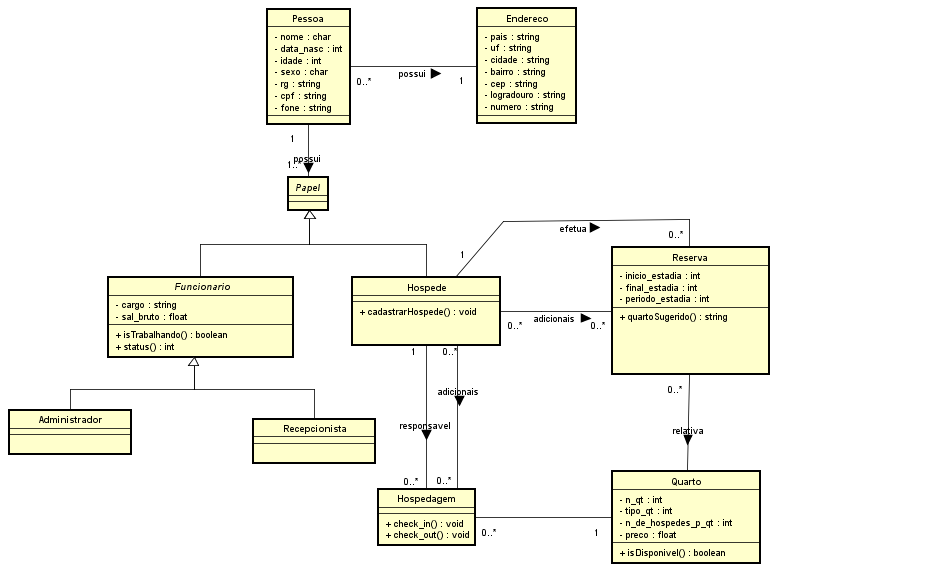 Pessoa
- nome : char
- data_nasc : int
- idade : int
- sexo : char
- rg : string
- cpf : string
- fone : string
Endereco
- pais : string
- uf : string
- cidade : string
- bairro : string
- cep : string
- logradouro : string
- numero : string
0..*
possui
1
1
possui
1..*
Papel
efetua
0..*
1
Funcionario
- cargo : string
- sal_bruto : float
+ isTrabalhando() : boolean
+ status() : int
Hospede
+ cadastrarHospede() : void
0..*
adicionais
0..*
Reserva
- inicio_estadia : int
- final_estadia : int
- periodo_estadia : int
+ quartoSugerido() : string
1
0..*
adicionais
responsavel
0..*
0..*
0..*
relativa
Administrador
Recepcionista
Hospedagem
+ check_in() : void
+ check_out() : void
0..*
1
Quarto
- n_qt : int
- tipo_qt : int
- n_de_hospedes_p_qt : int
- preco : float
+ isDisponivel() : boolean